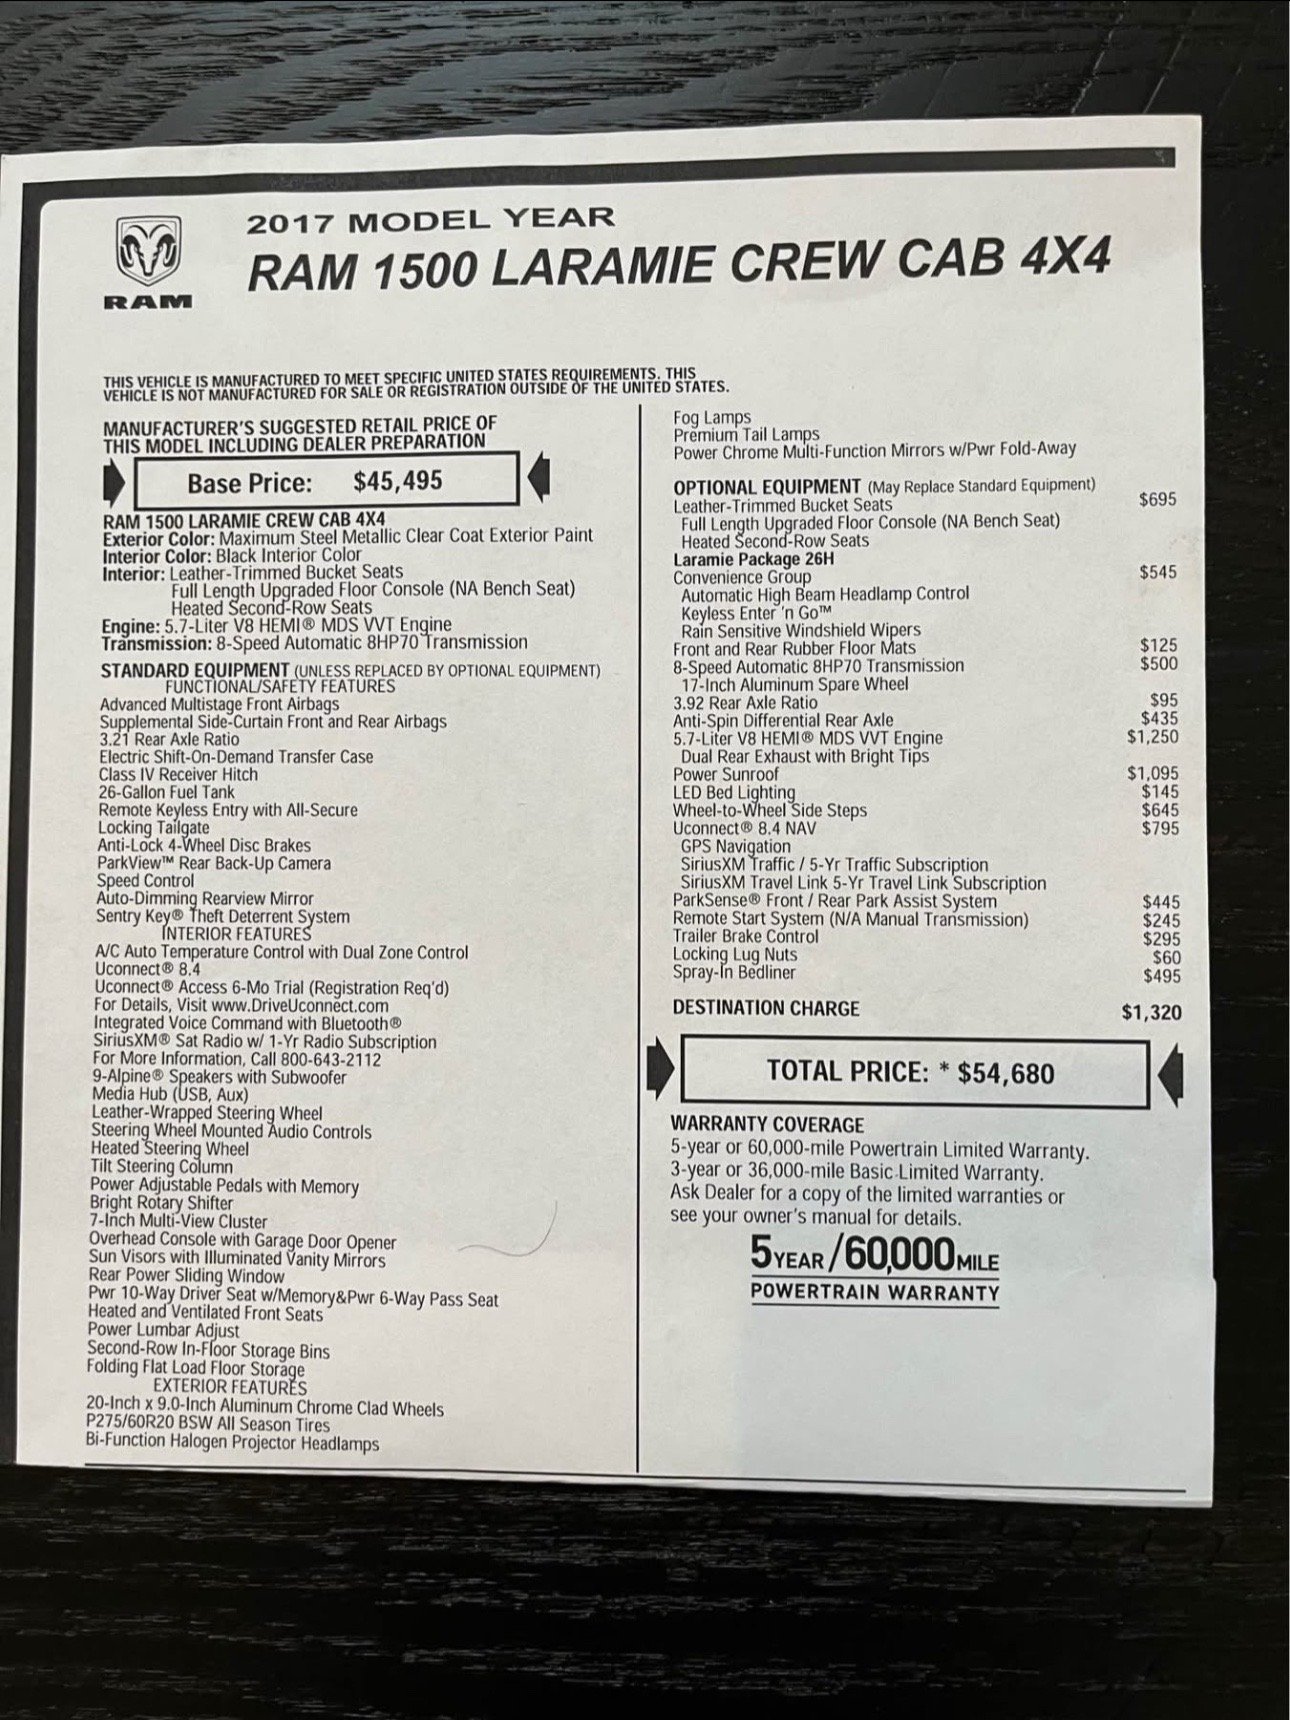 2017 MODEL YEAR
RAM 1500 LARAMIE CREW CAB 4X4
RAM
THIS VEHICLE IS MANUFACTURED TO MEET SPECIFIC UNITED STATES REQUIREMENTS. THIS
VEHICLE IS NOT MANUFACTURED FOR SALE OR REGISTRATION OUTSIDE OF THE UNITED STATES.
MANUFACTURER'S SUGGESTED RETAIL PRICE OF
THIS MODEL INCLUDING DEALER PREPARATION
Base Price: $45,495
RAM 1500 LARAMIE CREW CAB 4X4
Exterior Color: Maximum Steel Metallic Clear Coat Exterior Paint
Interior Color: Black Interior Color
Interior: Leather-Trimmed Bucket Seats
Full Length Upgraded Floor Console (NA Bench Seat)
Heated Second-Row Seats
Engine: 5.7-Liter V8 HEMI® MDS VVT Engine
Transmission: 8-Speed Automatic 8HP70 Transmission
STANDARD EQUIPMENT (UNLESS REPLACED BY OPTIONAL EQUIPMENT)
FUNCTIONAL/SAFETY FEATURES
Advanced Multistage Front Airbags
Supplemental Side-Curtain Front and Rear Airbags
3.21 Rear Axle Ratio
Electric Shift-On-Demand Transfer Case
Class IV Receiver Hitch
26-Gallon Fuel Tank
Remote Keyless Entry with All-Secure
Locking Tailgate
Anti-Lock 4-Wheel Disc Brakes
ParkView™ Rear Back-Up Camera
Speed Control
Auto-Dimming Rearview Mirror
Sentry Key® Theft Deterrent System
INTERIOR FEATURES
A/C Auto Temperature Control with Dual Zone Control
Uconnect® 8.4
Uconnect® Access 6-Mo Trial (Registration Req'd)
For Details, Visit www.DriveUconnect.com
Integrated Voice Command with Bluetooth®
SiriusXM® Sat Radio w/ 1-Yr Radio Subscription
For More Information, Call 800-643-2112
9-Alpine® Speakers with Subwoofer
Media Hub (USB, Aux)
Leather-Wrapped Steering Wheel
Steering Wheel Mounted Audio Controls
Heated Steering Wheel
Tilt Steering Column
Power Adjustable Pedals with Memory
Bright Rotary Shifter
7-Inch Multi-View Cluster
Overhead Console with Garage Door Opener
Sun Visors with Illuminated Vanity Mirrors
Rear Power Sliding Window
Pwr 10-Way Driver Seat w/Memory&Pwr 6-Way Pass Seat
Heated and Ventilated Front Seats
Power Lumbar Adjust
Second-Row In-Floor Storage Bins
Folding Flat Load Floor Storage
EXTERIOR FEATURES
20-Inch x 9.0-Inch Aluminum Chrome Clad Wheels
P275/60R20 BSW All Season Tires
Bi-Function Halogen Projector Headlamps
Fog Lamps
Premium Tail Lamps
Power Chrome Multi-Function Mirrors w/Pwr Fold-Away
OPTIONAL EQUIPMENT (May Replace Standard Equipment)
Leather-Trimmed Bucket Seats $695
Full Length Upgraded Floor Console (NA Bench Seat)
Heated Second-Row Seats
Laramie Package 26H
Convenience Group $545
Automatic High Beam Headlamp Control
Keyless Enter 'n Go™
Rain Sensitive Windshield Wipers
Front and Rear Rubber Floor Mats $125
8-Speed Automatic 8HP70 Transmission $500
17-Inch Aluminum Spare Wheel
3.92 Rear Axle Ratio $95
Anti-Spin Differential Rear Axle $435
5.7-Liter V8 HEMI® MDS VVT Engine $1,250
Dual Rear Exhaust with Bright Tips
Power Sunroof $1,095
LED Bed Lighting $145
Wheel-to-Wheel Side Steps $645
Uconnect® 8.4 NAV $795
GPS Navigation
SiriusXM Traffic / 5-Yr Traffic Subscription
SiriusXM Travel Link 5-Yr Travel Link Subscription
ParkSense® Front / Rear Park Assist System $445
Remote Start System (N/A Manual Transmission) $245
Trailer Brake Control $295
Locking Lug Nuts $60
Spray-In Bedliner $495
DESTINATION CHARGE $1,320
TOTAL PRICE: * $54,680
WARRANTY COVERAGE
5-year or 60,000-mile Powertrain Limited Warranty.
3-year or 36,000-mile Basic Limited Warranty.
Ask Dealer for a copy of the limited warranties or
see your owner's manual for details.
5 YEAR / 60,000 MILE
POWERTRAIN WARRANTY